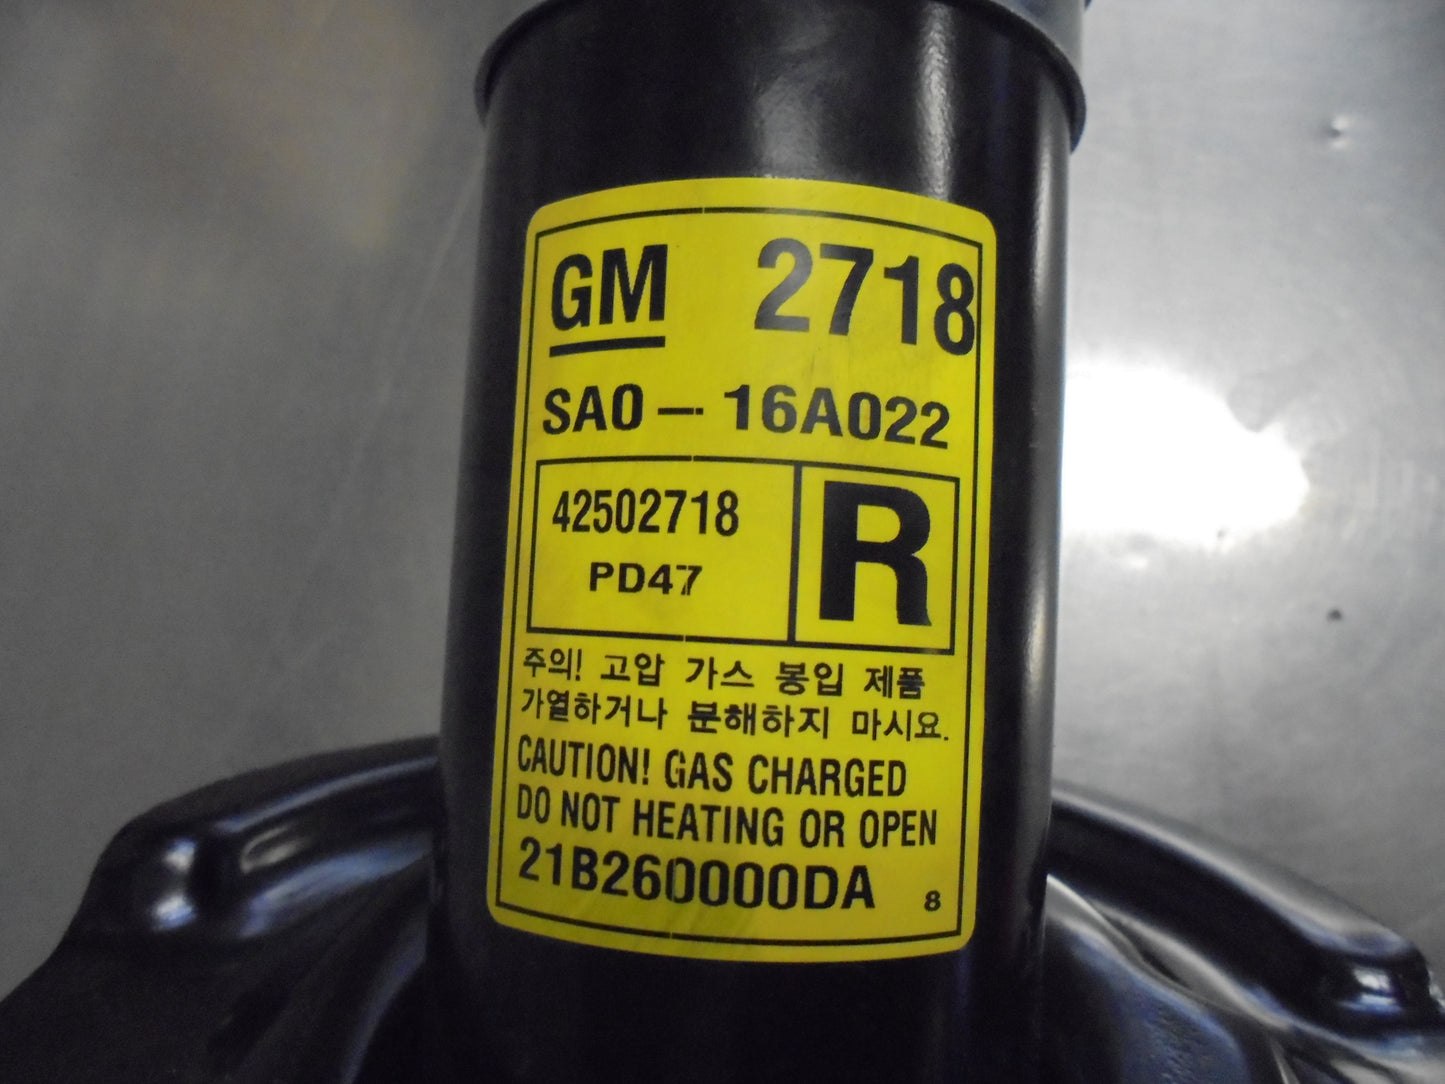 GM 2718
SA0 - 16A022
42502718
PD47
R
주의! 고압 가스 봉입 제품
가열하거나 분해하지 마시요.
CAUTION! GAS CHARGED
DO NOT HEATING OR OPEN
21B260000DA 8